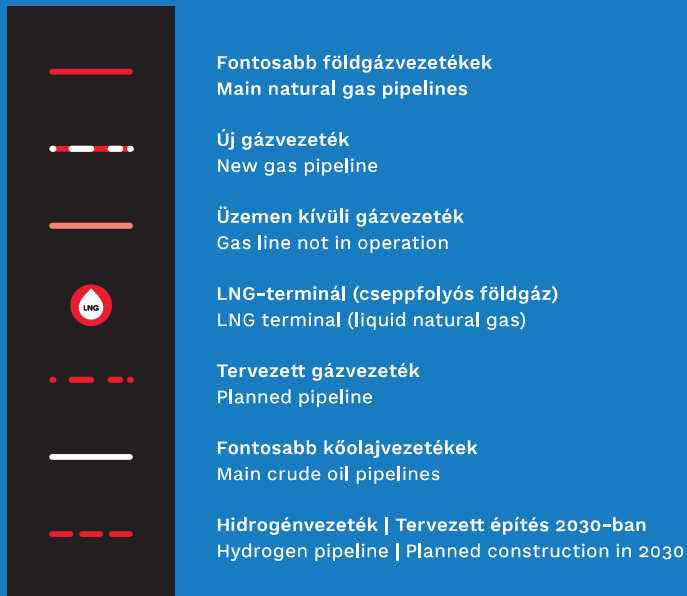 Fontosabb földgázvezetékek
Main natural gas pipelines
Új gázvezeték
New gas pipeline
Üzemen kívüli gázvezeték
Gas line not in operation
LNG
LNG-terminál (cseppfolyós földgáz)
LNG terminal (liquid natural gas)
Tervezett gázvezeték
Planned pipeline
Fontosabb kőolajvezetékek
Main crude oil pipelines
Hidrogénvezeték | Tervezett építés 2030-ban
Hydrogen pipeline | Planned construction in 2030